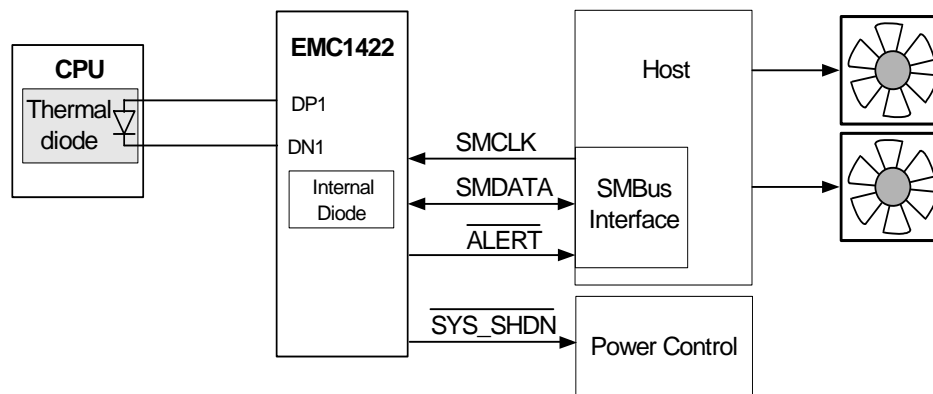 CPU
Thermal
diode
EMC1422
DP1
DN1
Internal
Diode
SMCLK
SMDATA
ALERT
SYS_SHDN
Host
SMBus
Interface
Power Control